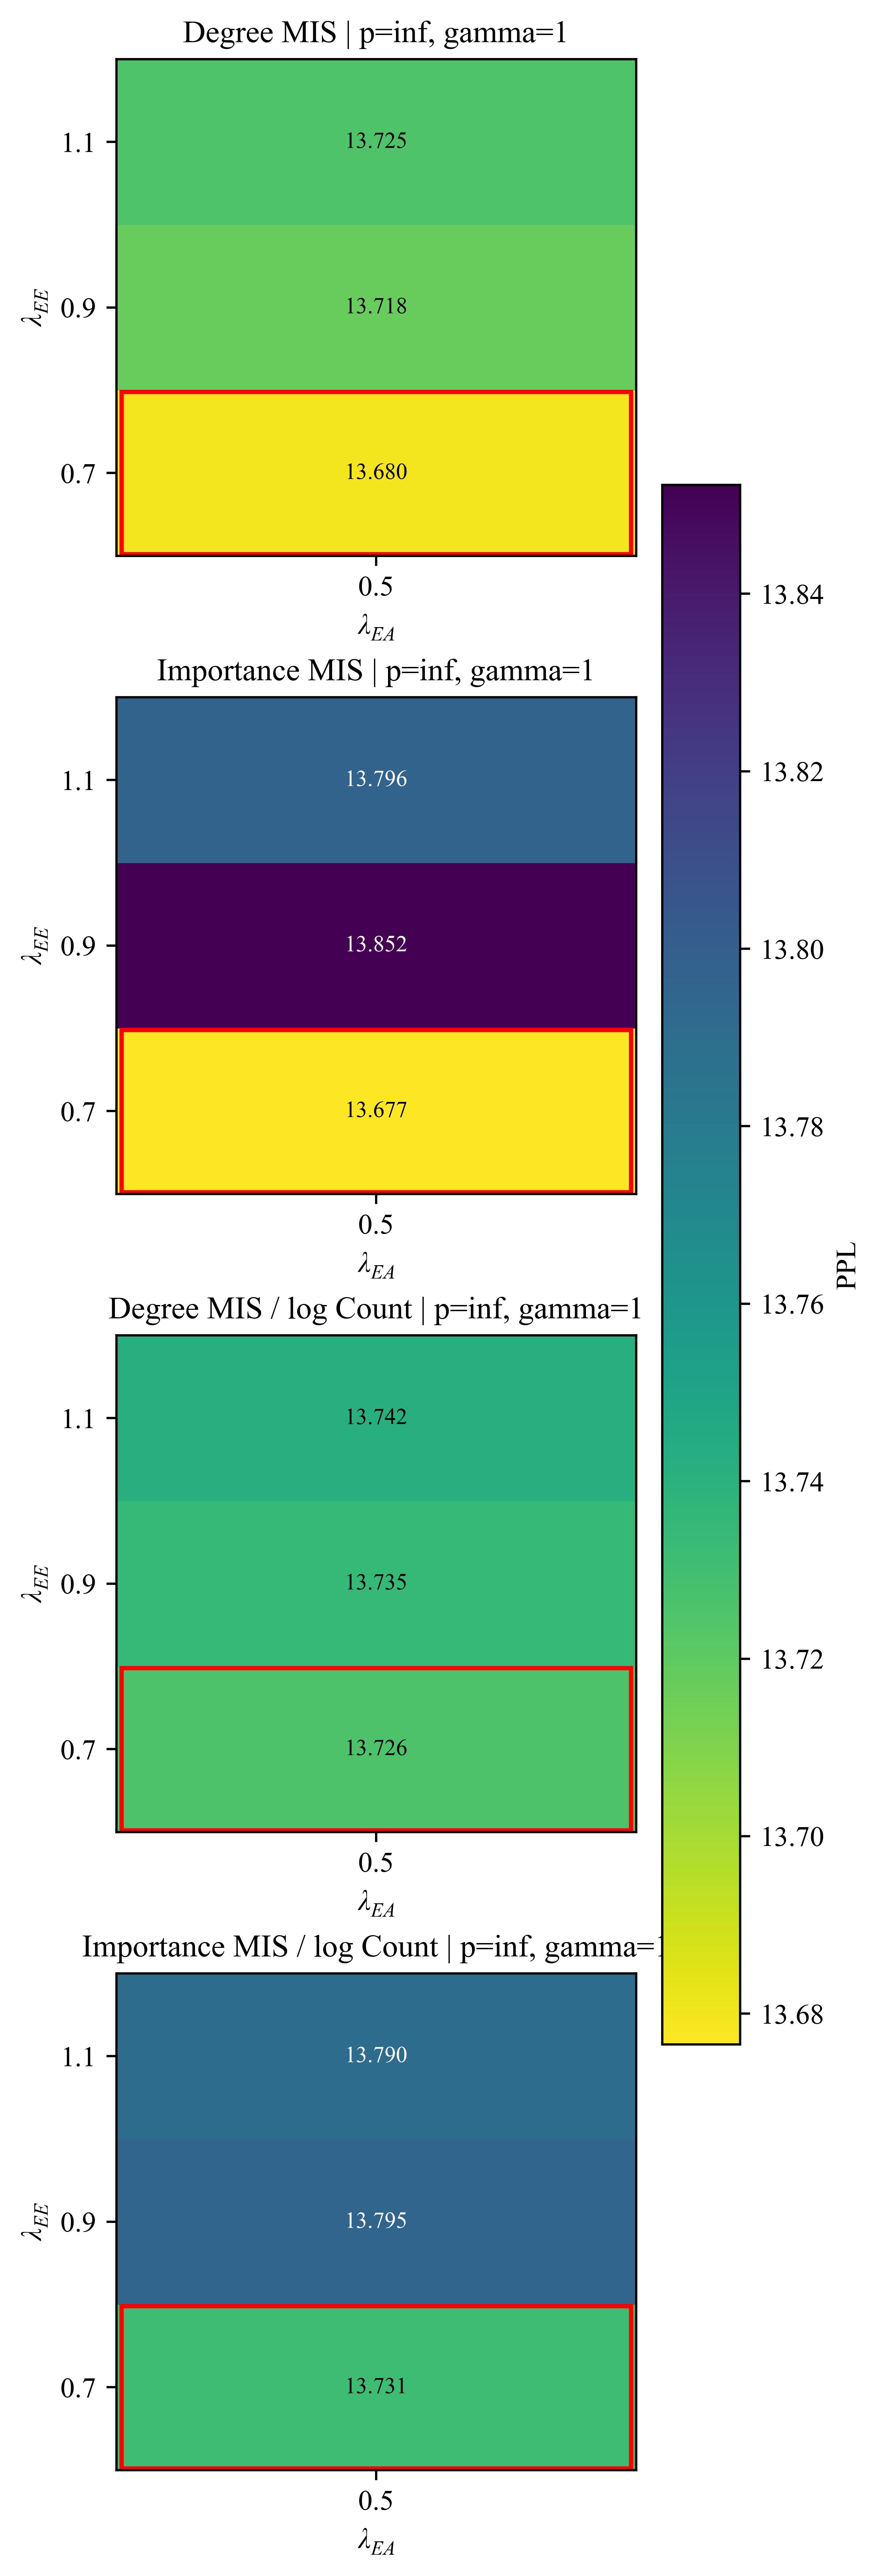 Degree MIS | p=inf, gamma=1
1.1
13.725
λEE
0.9
13.718
0.7
13.680
0.5
λEA
Importance MIS | p=inf, gamma=1
1.1
13.796
λEE
0.9
13.852
0.7
13.677
0.5
λEA
Degree MIS / log Count | p=inf, gamma=1
1.1
13.742
λEE
0.9
13.735
0.7
13.726
0.5
λEA
Importance MIS / log Count | p=inf, gamma=1
1.1
13.790
λEE
0.9
13.795
0.7
13.731
0.5
λEA
13.84
13.82
13.80
13.78
13.76
13.74
13.72
13.70
13.68
PPL